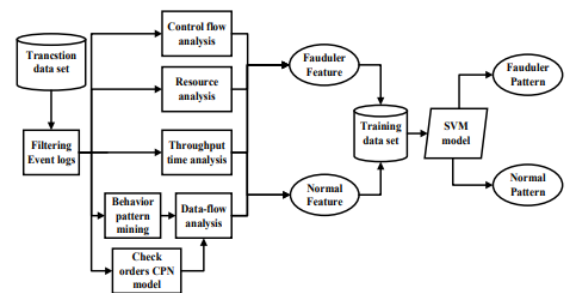 Trancstion
data set
Filtering
Event logs
Control flow
analysis
Resource
analysis
Throughput
time analysis
Behavior
pattern
mining
Data-flow
analysis
Check
orders CPN
model
Fauduler
Feature
Normal
Feature
Training
data set
SVM
model
Fauduler
Pattern
Normal
Pattern